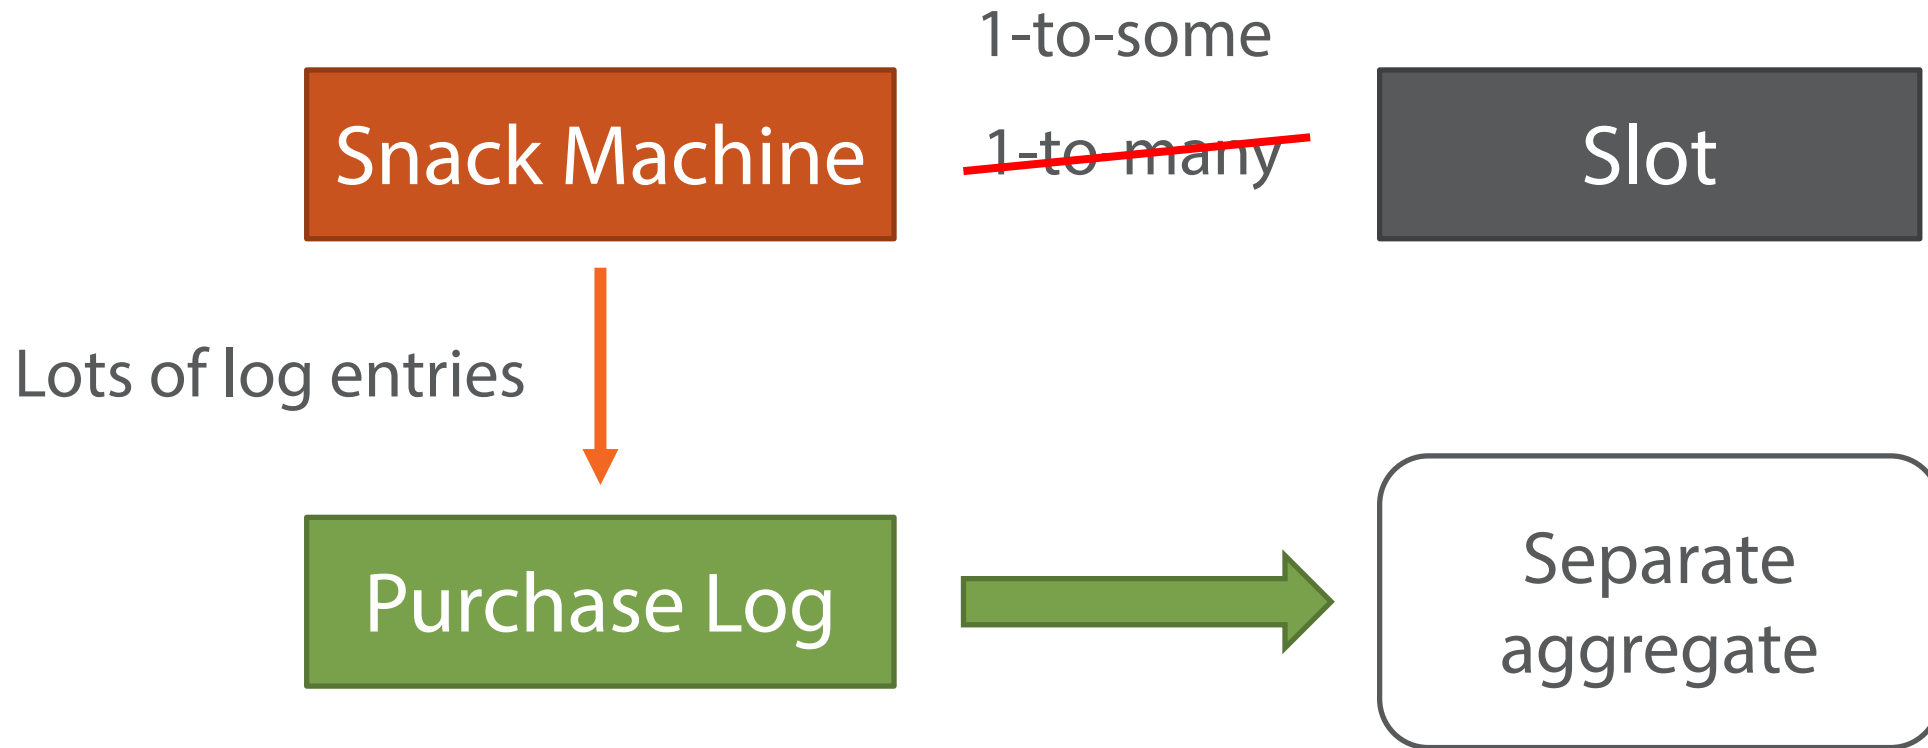 1-to-some
Snack Machine
1-to-many
Slot
Lots of log entries
Purchase Log
Separate
aggregate